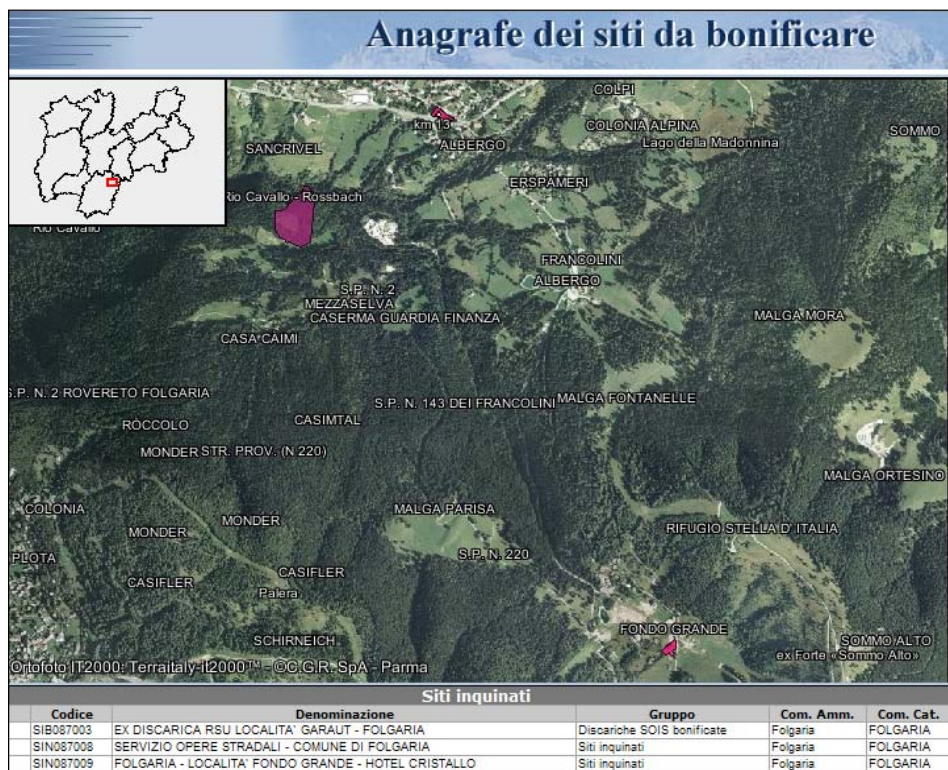 Anagrafe dei siti da bonificare
COLPI
km 13
COLONIA ALPINA
SOMMO
SANCRIVEL
ALBERGO
Lago della Madonnina
ERSPAMERI
Rio Cavallo - Rossbach
Rio Cavallo
FRANCOLINI
ALBERGO
S.P. N. 2
MEZZASELVA
CASERMA GUARDIA FINANZA
MALGA MORA
CASA CAIMI
S.P. N. 2 ROVERETO FOLGARIA
S.P. N. 143 DEI FRANCOLINI
MALGA FONTANELLE
RÒCCOLO
CASIMTAL
MONDER
STR. PROV. (N 220)
MALGA ORTESINO
COLONIA
MALGA PARISA
MONDER
MONDER
RIFUGIO STELLA D' ITALIA
PLOTA
S.P. N. 220
CASIFLER
CASIFLER
Palera
SCHIRNEICH
FONDO GRANDE
SOMMO ALTO
ex Forte «Sommo Alto»
Ortofoto IT2000: Terraitaly-it2000™ - ©C.G.R. SpA - Parma
Siti inquinati
Codice Denominazione Gruppo Com. Amm. Com. Cat.
SIB087003 EX DISCARICA RSU LOCALITA' GARAUT - FOLGARIA Discariche SOIS bonificate Folgaria FOLGARIA
SIN087008 SERVIZIO OPERE STRADALI - COMUNE DI FOLGARIA Siti inquinati Folgaria FOLGARIA
SIN087009 FOLGARIA - LOCALITA' FONDO GRANDE - HOTEL CRISTALLO Siti inquinati Folgaria FOLGARIA